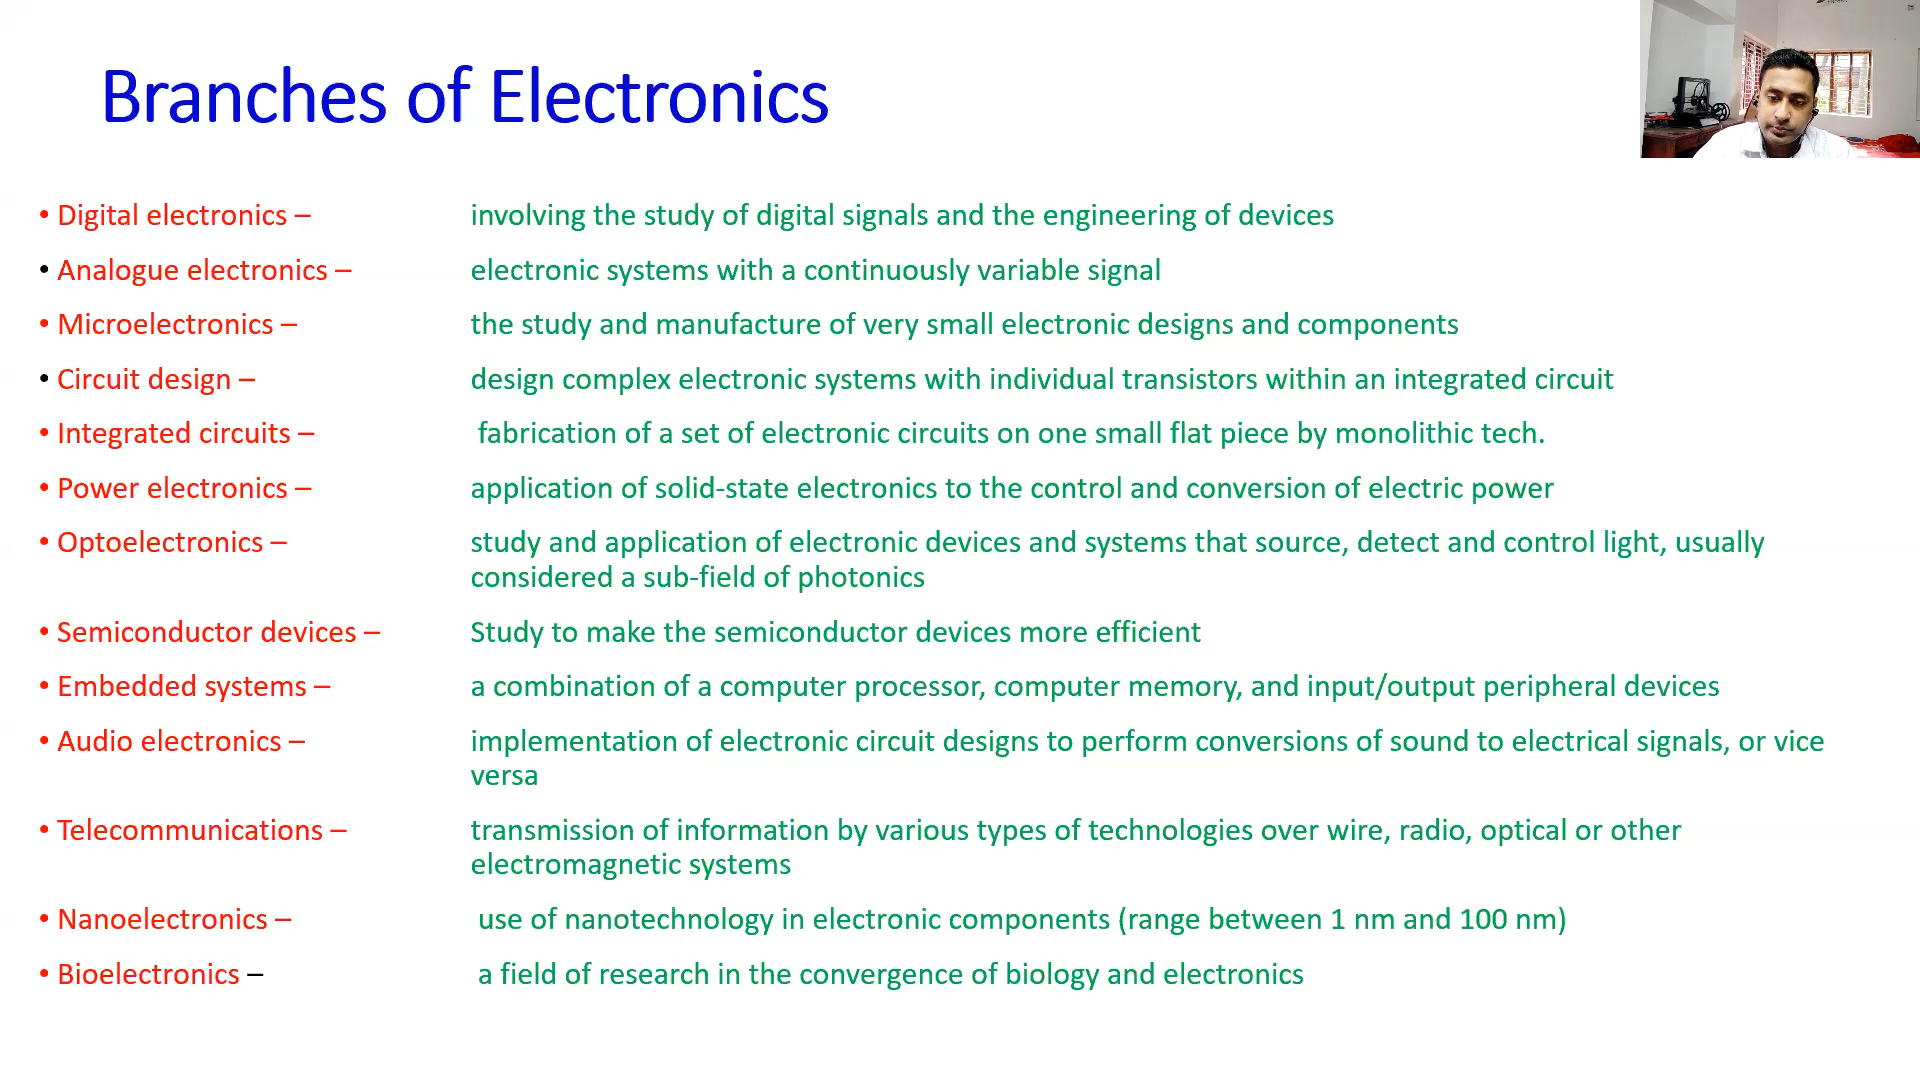 Branches of Electronics
• Digital electronics – involving the study of digital signals and the engineering of devices
• Analogue electronics – electronic systems with a continuously variable signal
• Microelectronics – the study and manufacture of very small electronic designs and components
• Circuit design – design complex electronic systems with individual transistors within an integrated circuit
• Integrated circuits – fabrication of a set of electronic circuits on one small flat piece by monolithic tech.
• Power electronics – application of solid-state electronics to the control and conversion of electric power
• Optoelectronics – study and application of electronic devices and systems that source, detect and control light, usually
considered a sub-field of photonics
• Semiconductor devices – Study to make the semiconductor devices more efficient
• Embedded systems – a combination of a computer processor, computer memory, and input/output peripheral devices
• Audio electronics – implementation of electronic circuit designs to perform conversions of sound to electrical signals, or vice
versa
• Telecommunications – transmission of information by various types of technologies over wire, radio, optical or other
electromagnetic systems
• Nanoelectronics – use of nanotechnology in electronic components (range between 1 nm and 100 nm)
• Bioelectronics – a field of research in the convergence of biology and electronics